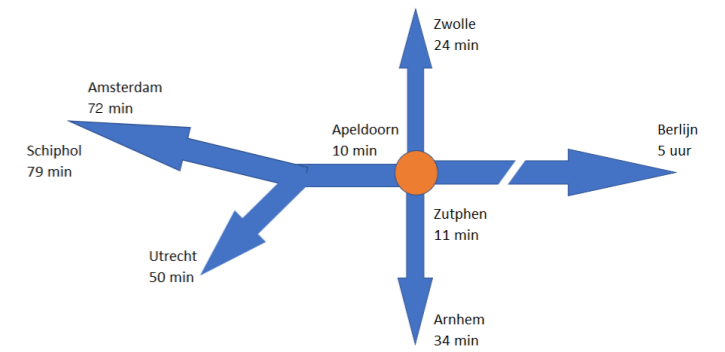 Zwolle
24 min
Amsterdam
72 min
Apeldoorn
10 min
Berlijn
5 uur
Schiphol
79 min
Zutphen
11 min
Utrecht
50 min
Arnhem
34 min